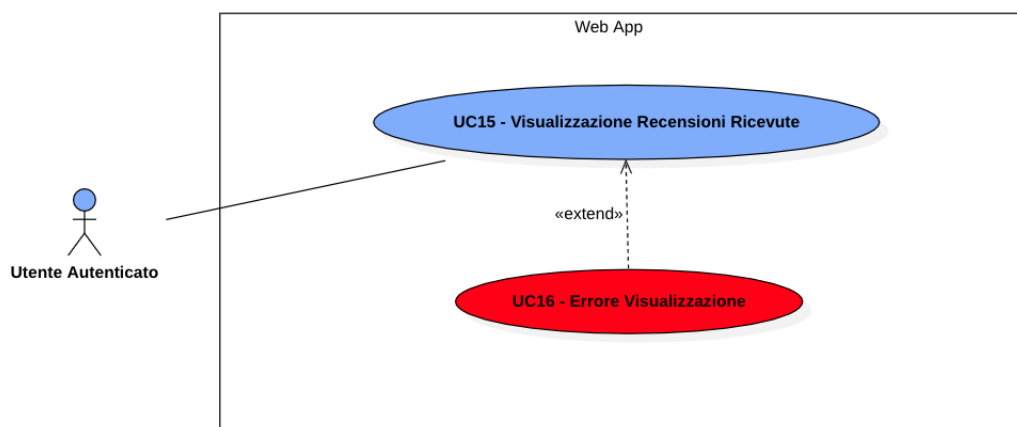 Web App
UC15 - Visualizzazione Recensioni Ricevute
«extend»
Utente Autenticato
UC16 - Errore Visualizzazione